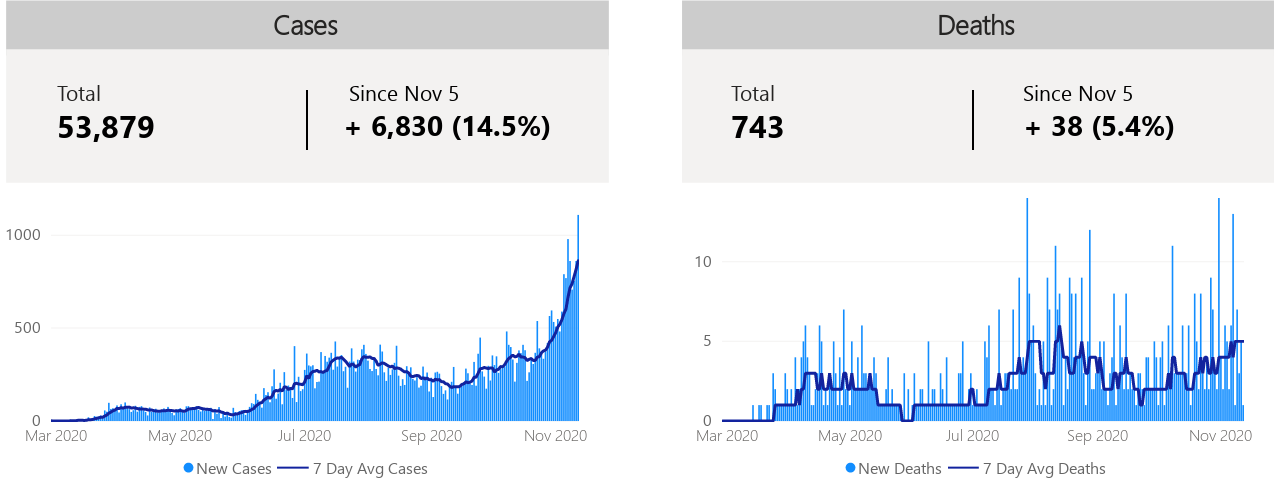 Cases
Total
53,879
Since Nov 5
+ 6,830 (14.5%)
1000
500
0
Mar 2020 May 2020 Jul 2020 Sep 2020 Nov 2020
New Cases 7 Day Avg Cases
Deaths
Total
743
Since Nov 5
+ 38 (5.4%)
10
5
0
Mar 2020 May 2020 Jul 2020 Sep 2020 Nov 2020
New Deaths 7 Day Avg Deaths